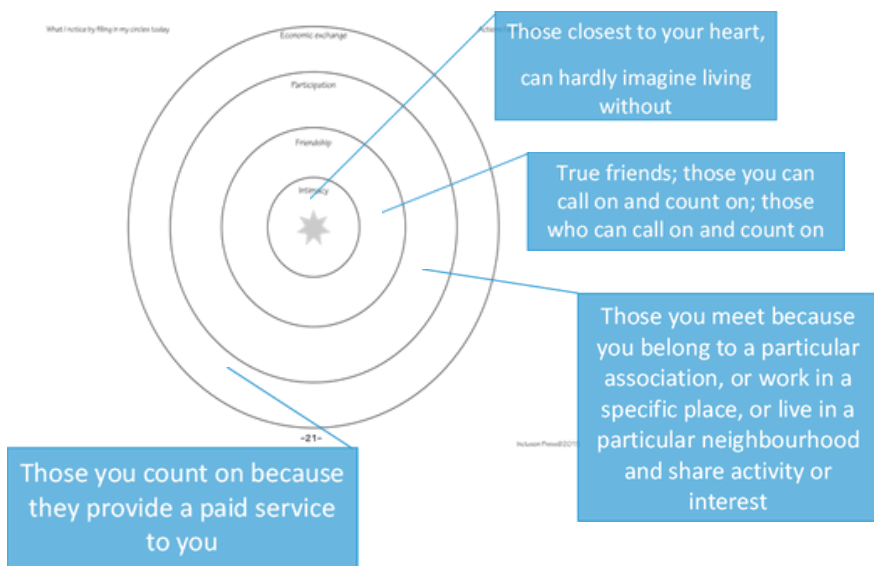 What I notice by filling in my circles today
Economic exchange
Participation
Friendship
Intimacy
Those closest to your heart,
can hardly imagine living
without
True friends; those you can
call on and count on; those
who can call on and count on
Those you meet because
you belong to a particular
association, or work in a
specific place, or live in a
particular neighbourhood
and share activity or
interest
Those you count on because
they provide a paid service
to you
-21-
Inclusion Press©2015